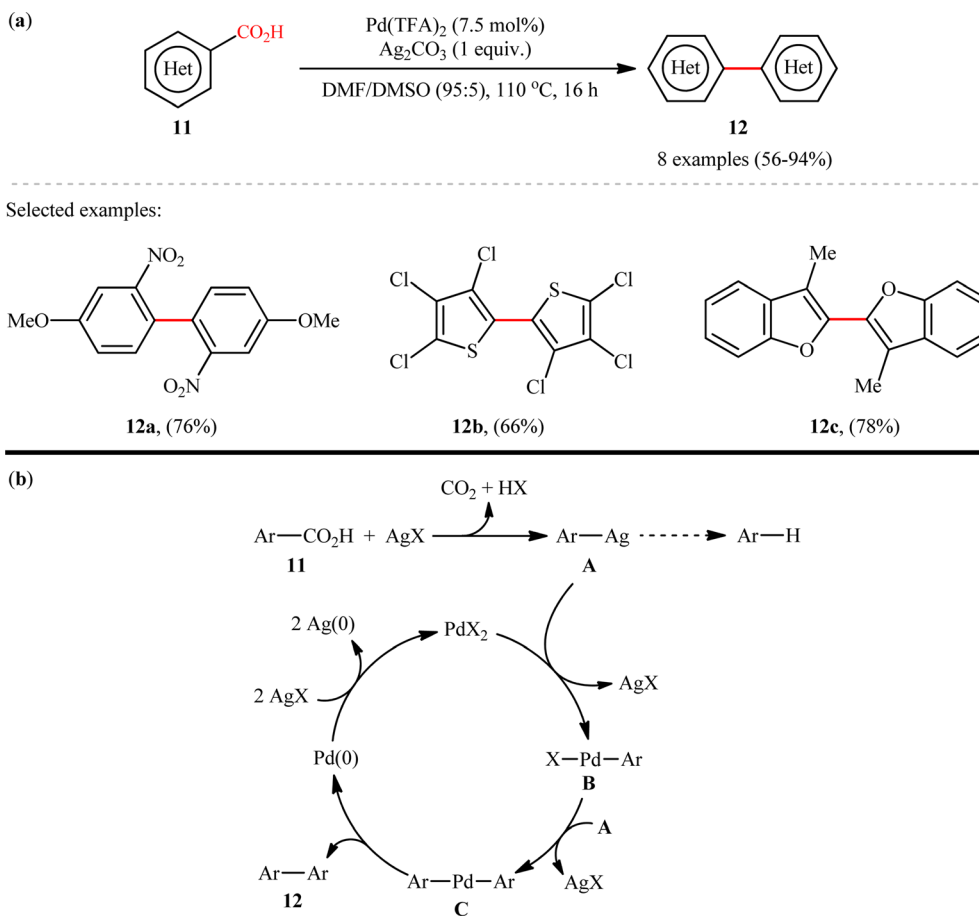 (a)
CO₂H
Het
11
Pd(TFA)₂ (7.5 mol%)
Ag₂CO₃ (1 equiv.)
DMF/DMSO (95:5), 110 °C, 16 h
Het Het
12
8 examples (56-94%)
Selected examples:
NO₂
MeO
OMe
O₂N
12a, (76%)
Cl
Cl
S
Cl
Cl
S
Cl
Cl
12b, (66%)
Me
O
O
Me
12c, (78%)
(b)
CO₂ + HX
Ar—CO₂H + AgX Ar—Ag Ar—H
11 A
2 Ag(0)
PdX₂
2 AgX
AgX
Pd(0)
X—Pd—Ar
B
A
AgX
Ar—Ar
12
Ar—Pd—Ar
C